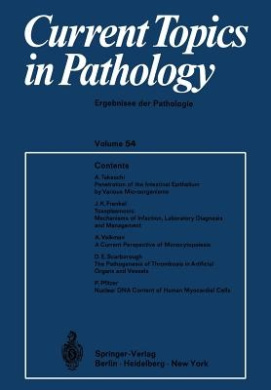 Current Topics
in Pathology
Ergebnisse der Pathologie
Volume 54
Contents
A. Takeuchi
Penetration of the Intestinal Epithelium
by Various Microorganisms
J. K. Frenkel
Toxoplasmosis
Mechanisms of Infection, Laboratory Diagnosis
and Management
A. Volkman
A Current Perspective of Monocytopoiesis
D. E. Scarborough
The Pathogenesis of Thrombosis in Artificial
Organs and Vessels
P. Pfitzer
Nuclear DNA Content of Human Myocardial Cells
Springer-Verlag
Berlin · Heidelberg · New York